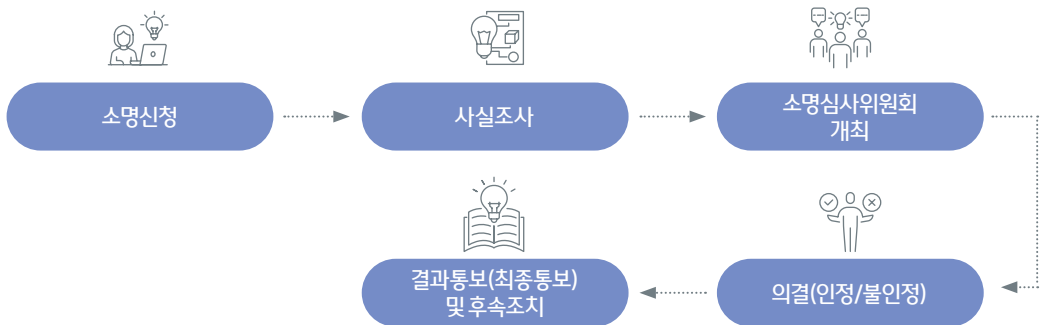 소명신청
사실조사
소명심사위원회
개최
결과통보(최종통보)
및 후속조치
의결(인정/불인정)